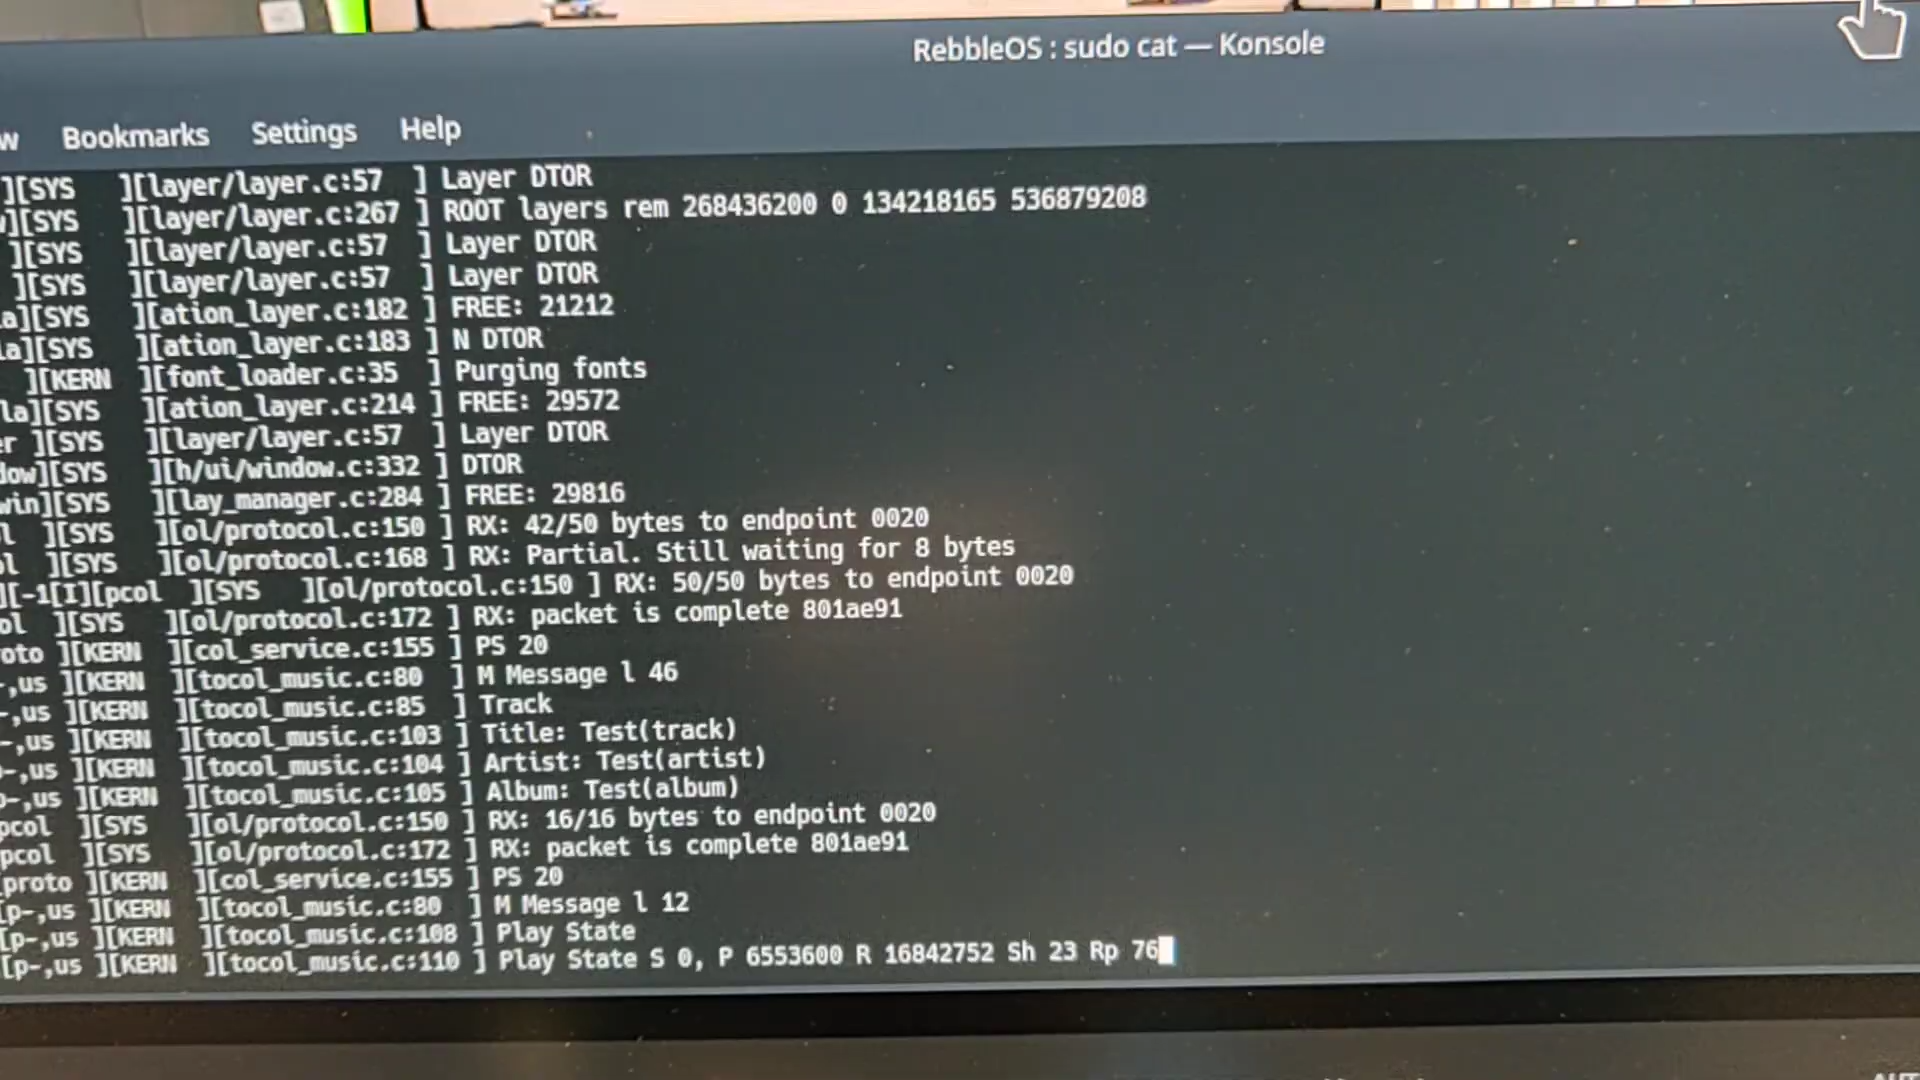 RebbleOS : sudo cat — Konsole
w Bookmarks Settings Help
][SYS ][layer/layer.c:57 ] Layer DTOR
][SYS ][layer/layer.c:267 ] ROOT layers rem 268436200 0 134218165 536879208
][SYS ][layer/layer.c:57 ] Layer DTOR
][SYS ][layer/layer.c:57 ] Layer DTOR
a][SYS ][ation_layer.c:182 ] FREE: 21212
la][SYS ][ation_layer.c:183 ] N DTOR
][KERN ][font_loader.c:35 ] Purging fonts
la][SYS ][ation_layer.c:214 ] FREE: 29572
er ][SYS ][layer/layer.c:57 ] Layer DTOR
dow][SYS ][h/ui/window.c:332 ] DTOR
win][SYS ][lay_manager.c:284 ] FREE: 29816
l ][SYS ][ol/protocol.c:150 ] RX: 42/50 bytes to endpoint 0020
ol ][SYS ][ol/protocol.c:168 ] RX: Partial. Still waiting for 8 bytes
][-1[I][pcol ][SYS ][ol/protocol.c:150 ] RX: 50/50 bytes to endpoint 0020
ol ][SYS ][ol/protocol.c:172 ] RX: packet is complete 801ae91
oto ][KERN ][col_service.c:155 ] PS 20
-,us ][KERN ][tocol_music.c:80 ] M Message l 46
-,us ][KERN ][tocol_music.c:85 ] Track
-,us ][KERN ][tocol_music.c:103 ] Title: Test(track)
p-,us ][KERN ][tocol_music.c:104 ] Artist: Test(artist)
p-,us ][KERN ][tocol_music.c:105 ] Album: Test(album)
pcol ][SYS ][ol/protocol.c:150 ] RX: 16/16 bytes to endpoint 0020
pcol ][SYS ][ol/protocol.c:172 ] RX: packet is complete 801ae91
proto ][KERN ][col_service.c:155 ] PS 20
[p-,us ][KERN ][tocol_music.c:80 ] M Message l 12
[p-,us ][KERN ][tocol_music.c:108 ] Play State
[p-,us ][KERN ][tocol_music.c:110 ] Play State S 0, P 6553600 R 16842752 Sh 23 Rp 76